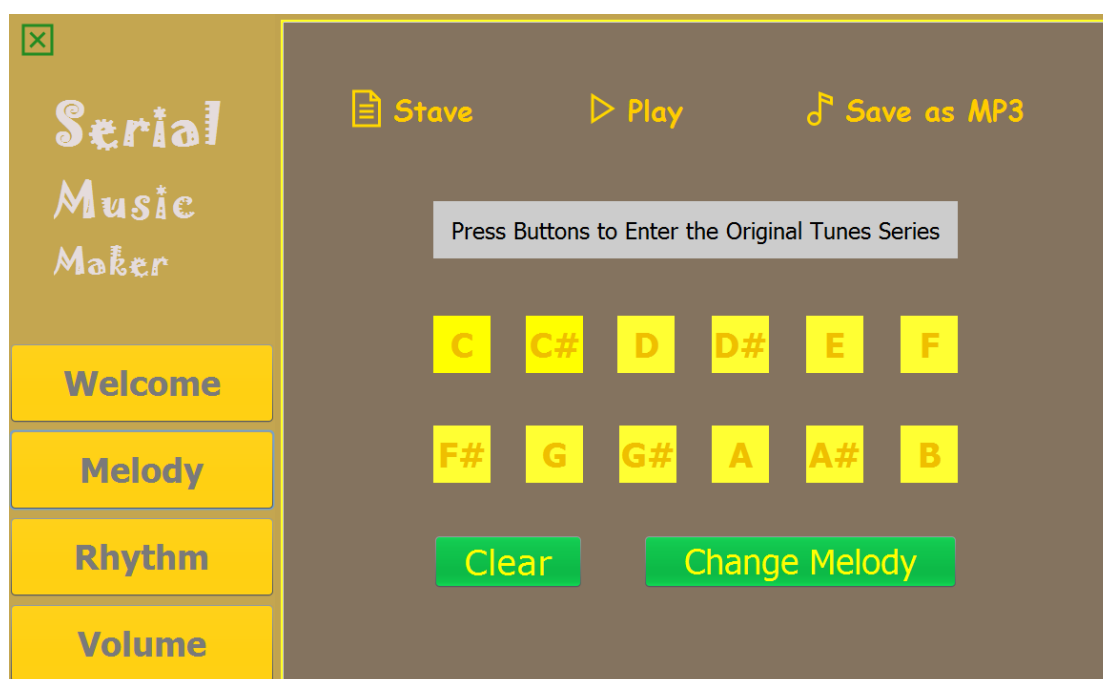 Serial
Music
Maker
Welcome
Melody
Rhythm
Volume
Stave Play Save as MP3
Press Buttons to Enter the Original Tunes Series
C C# D D# E F
F# G G# A A# B
Clear Change Melody